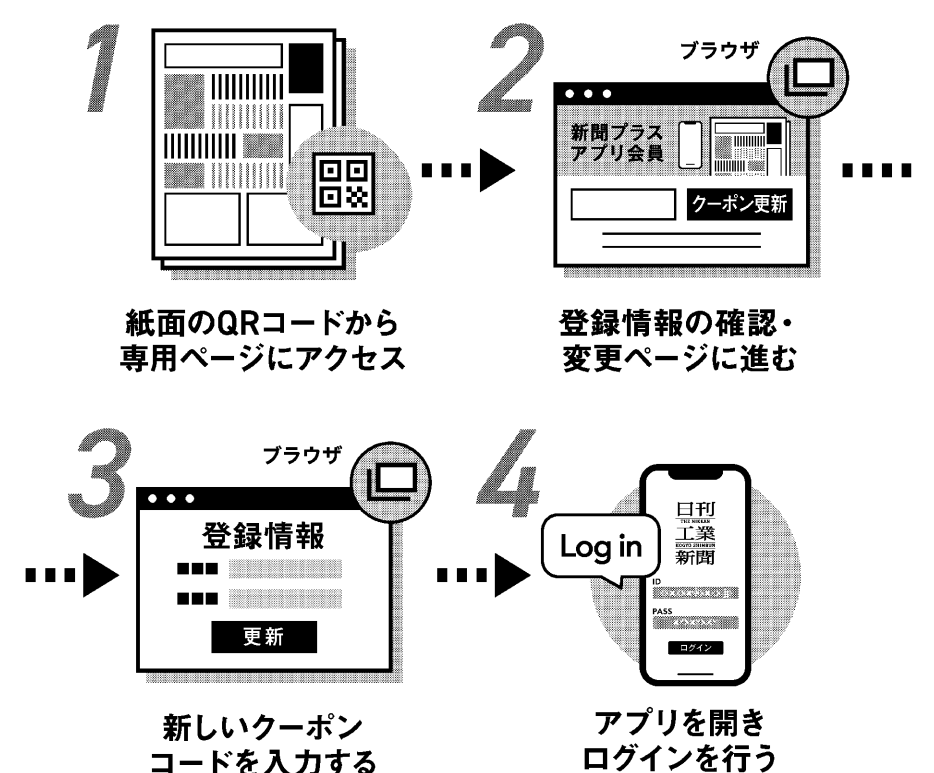 1
紙面のQRコードから
専用ページにアクセス
2
ブラウザ
新聞プラス
アプリ会員
クーポン更新
登録情報の確認・
変更ページに進む
3
ブラウザ
登録情報
更新
新しいクーポン
コードを入力する
4
Log in
日刊
THE NIKKAN
工業
KOGYO SHIMBUN
新聞
ID
PASS
ログイン
アプリを開き
ログインを行う